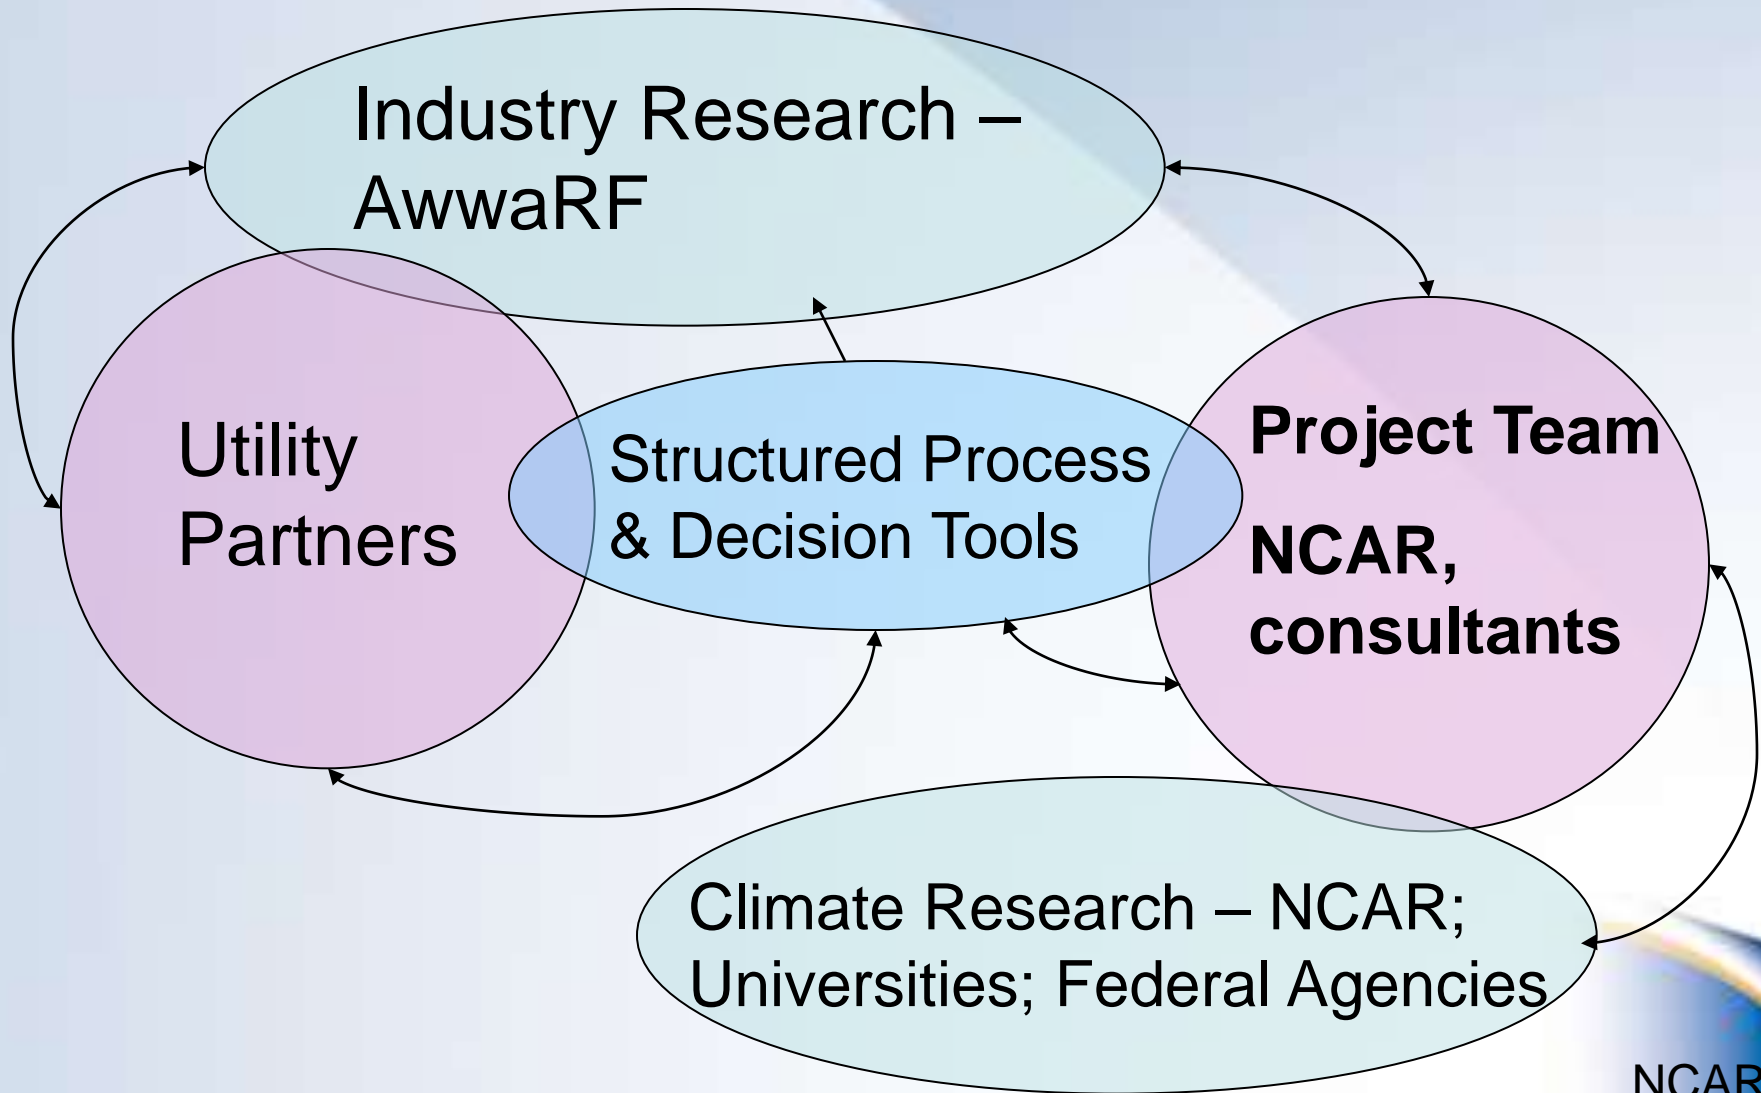 Industry Research –
AwwaRF
Utility
Partners
Structured Process
& Decision Tools
Project Team
NCAR,
consultants
Climate Research – NCAR;
Universities; Federal Agencies
NCAR